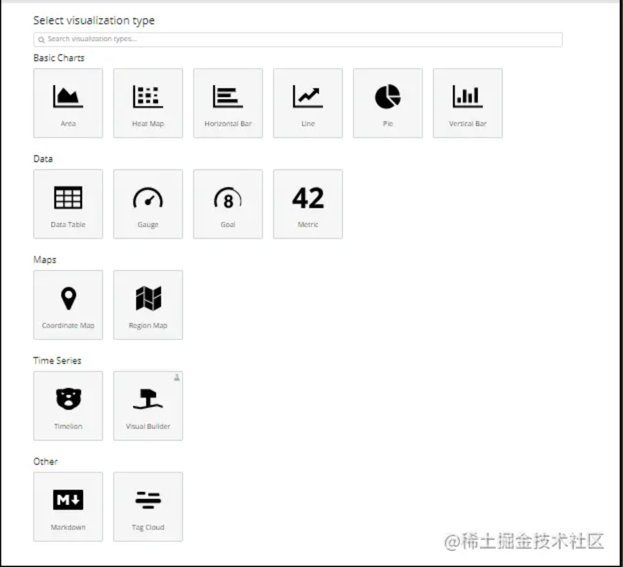 Select visualization type
Search visualization types...
Basic Charts
Area
Heat Map
Horizontal Bar
Line
Pie
Vertical Bar
Data
Data Table
Gauge
8
Goal
42
Metric
Maps
Coordinate Map
Region Map
Time Series
Timelion
Visual Builder
Other
M
Markdown
Tag Cloud
@稀土掘金技术社区